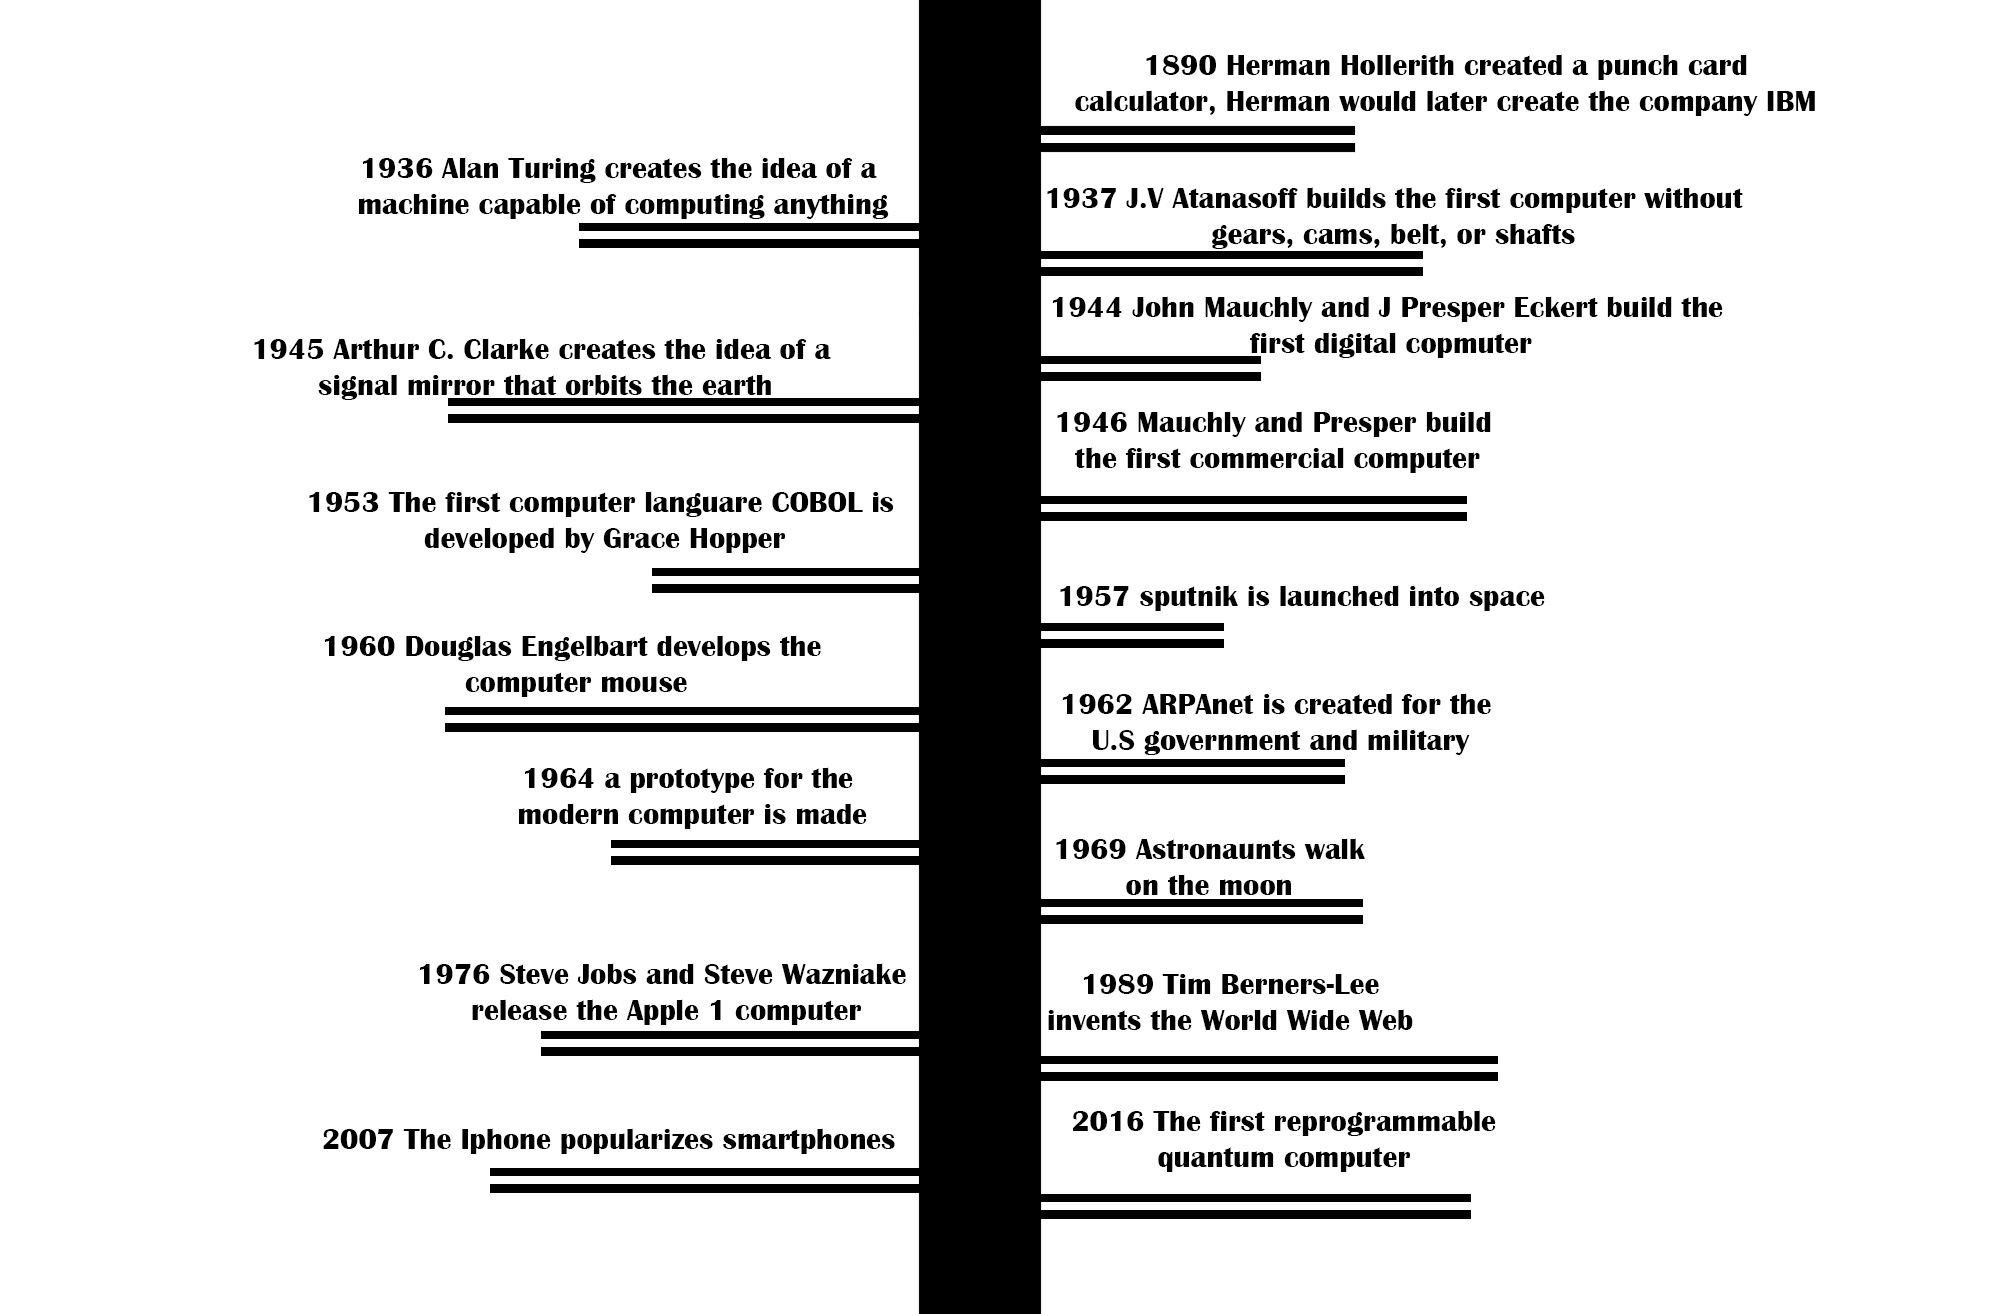 1890 Herman Hollerith created a punch card
calculator, Herman would later create the company IBM
1936 Alan Turing creates the idea of a
machine capable of computing anything
1937 J.V Atanasoff builds the first computer without
gears, cams, belt, or shafts
1944 John Mauchly and J Presper Eckert build the
first digital copmuter
1945 Arthur C. Clarke creates the idea of a
signal mirror that orbits the earth
1946 Mauchly and Presper build
the first commercial computer
1953 The first computer languare COBOL is
developed by Grace Hopper
1957 sputnik is launched into space
1960 Douglas Engelbart develops the
computer mouse
1962 ARPAnet is created for the
U.S government and military
1964 a prototype for the
modern computer is made
1969 Astronaunts walk
on the moon
1976 Steve Jobs and Steve Wazniake
release the Apple 1 computer
1989 Tim Berners-Lee
invents the World Wide Web
2007 The Iphone popularizes smartphones
2016 The first reprogrammable
quantum computer